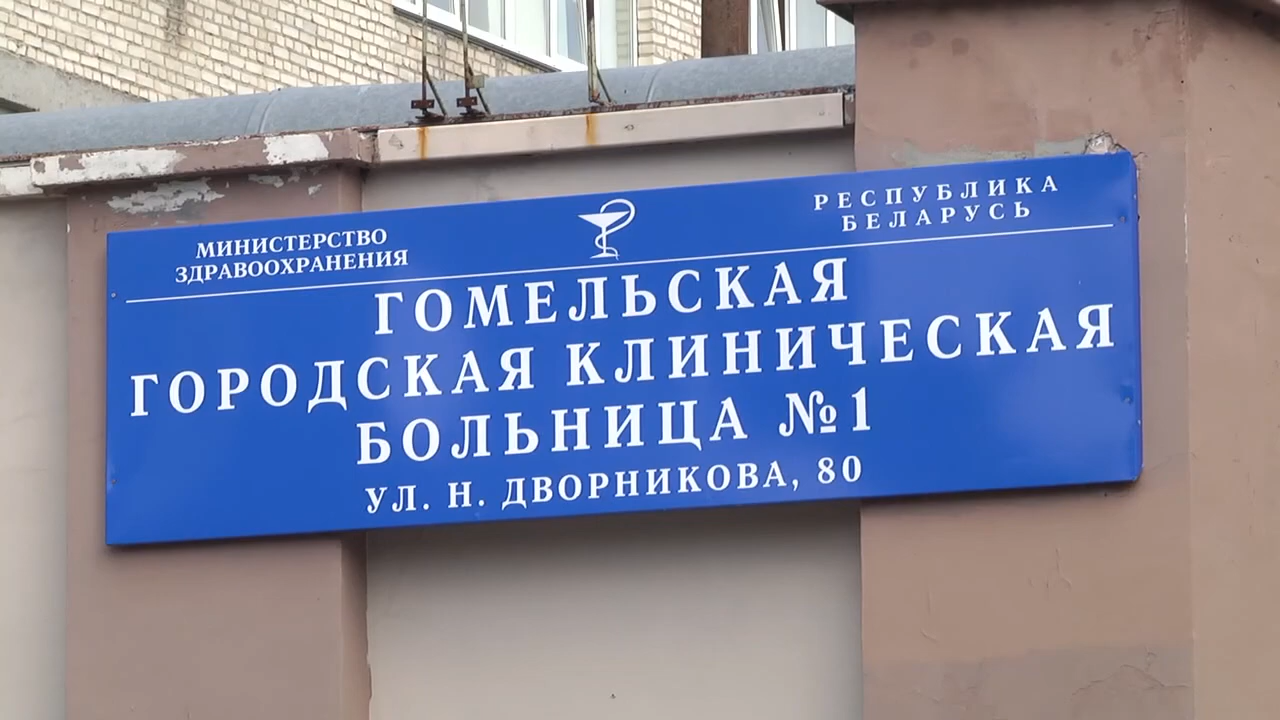 МИНИСТЕРСТВО
ЗДРАВООХРАНЕНИЯ
РЕСПУБЛИКА
БЕЛАРУСЬ
ГОМЕЛЬСКАЯ
ГОРОДСКАЯ КЛИНИЧЕСКАЯ
БОЛЬНИЦА №1
УЛ. Н. ДВОРНИКОВА, 80